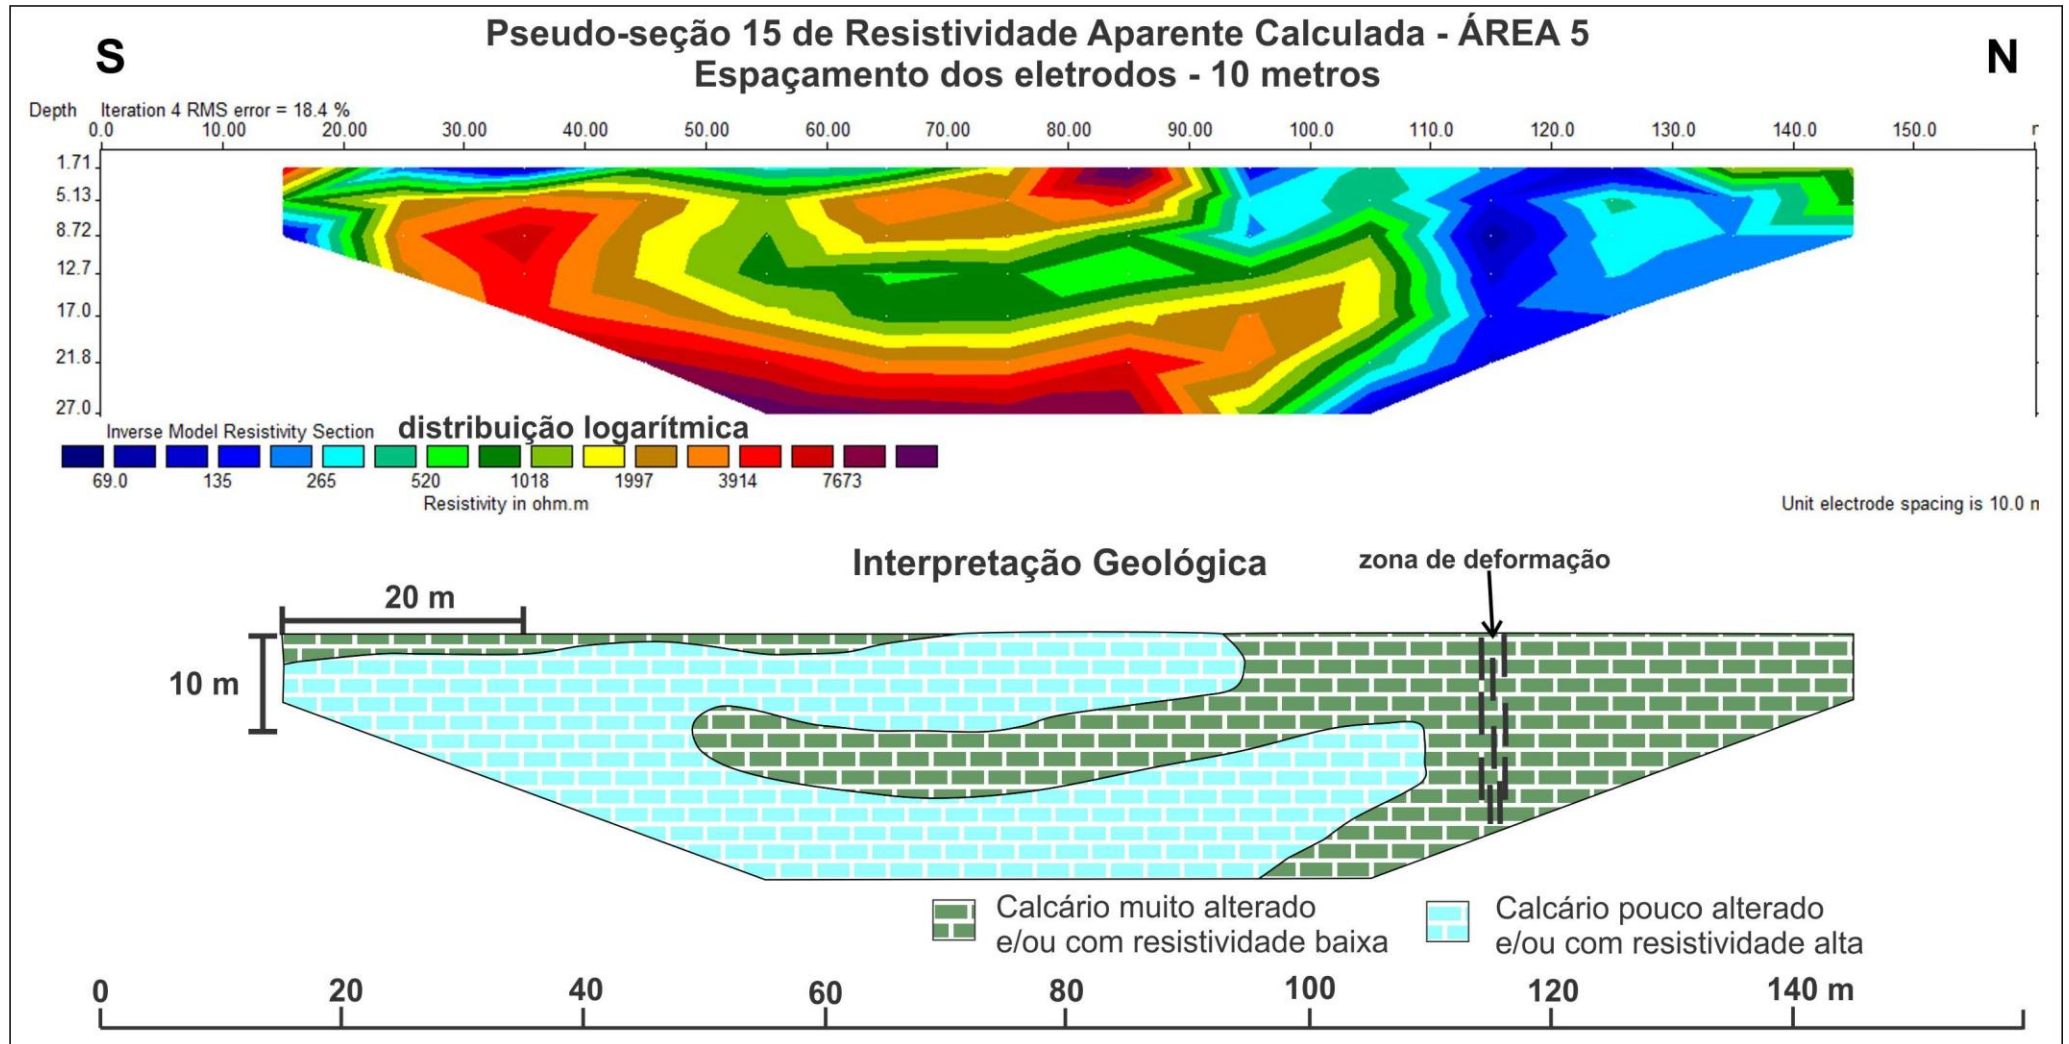 Pseudo-seção 15 de Resistividade Aparente Calculada - ÁREA 5
S
N
Espaçamento dos eletrodos - 10 metros
Depth Iteration 4 RMS error = 18.4 %
0.0 10.00 20.00 30.00 40.00 50.00 60.00 70.00 80.00 90.00 100.0 110.0 120.0 130.0 140.0 150.0
1.71
5.13
8.72
12.7
17.0
21.8
27.0
Inverse Model Resistivity Section distribuição logarítmica
69.0 135 265 520 1018 1997 3914 7673
Resistivity in ohm.m
Unit electrode spacing is 10.0
Interpretação Geológica
zona de deformação
20 m
10 m
Calcário muito alterado
e/ou com resistividade baixa
Calcário pouco alterado
e/ou com resistividade alta
0 20 40 60 80 100 120 140 m